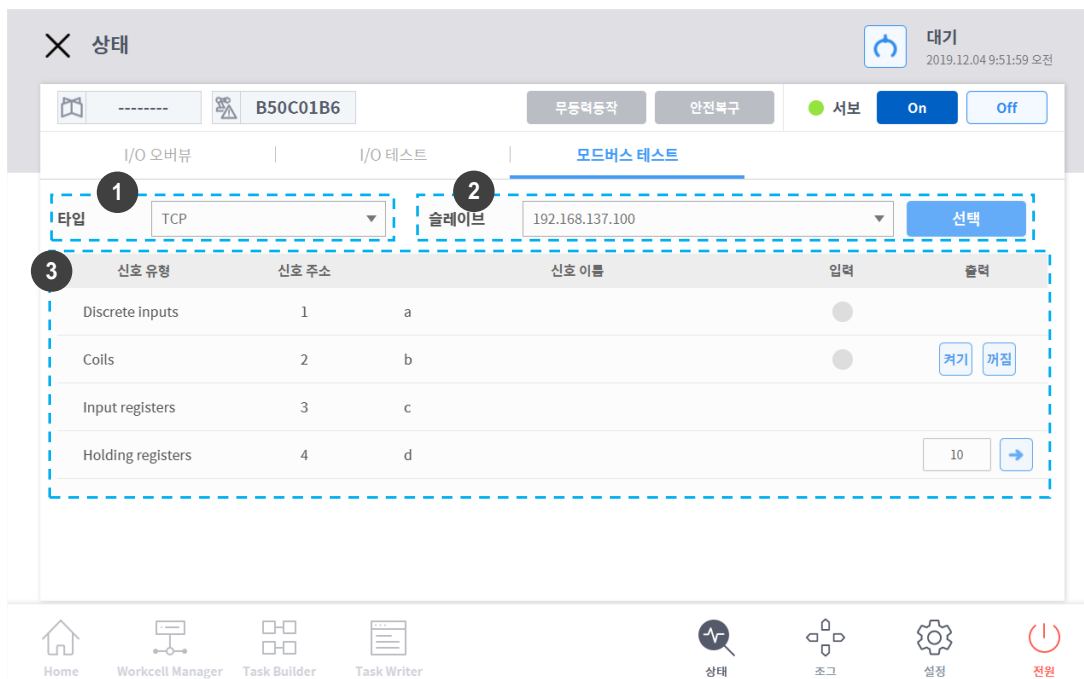 상태
대기
2019.12.04 9:51:59 오전
--------
B50C01B6
무동력동작
안전복구
서보
On
Off
I/O 오버뷰
I/O 테스트
모드버스 테스트
1
2
타입
TCP
슬레이브
192.168.137.100
선택
3
신호 유형 신호 주소 신호 이름 입력 출력
Discrete inputs 1 a
Coils 2 b 켜기 꺼짐
Input registers 3 c
Holding registers 4 d 10
Home
Workcell Manager
Task Builder
Task Writer
상태
조그
설정
전원